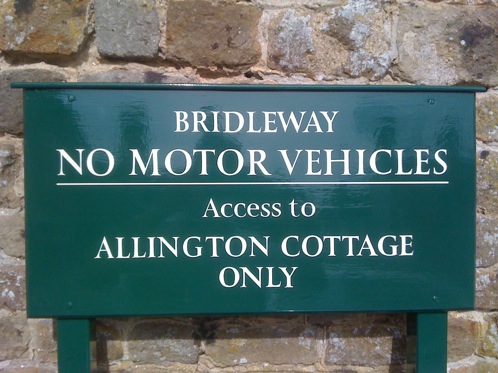 BRIDLEWAY
NO MOTOR VEHICLES
Access to
ALLINGTON COTTAGE
ONLY